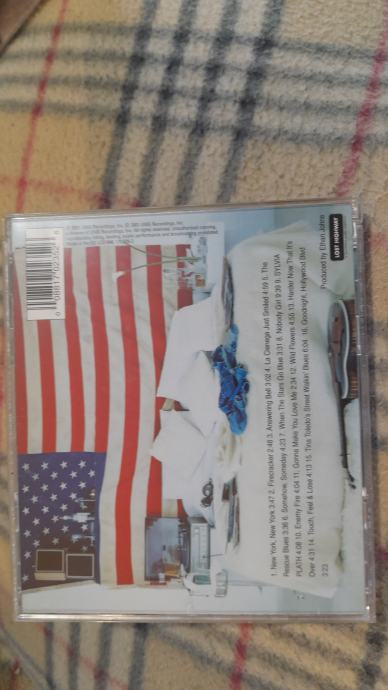 1. New York, New York 3:47 2. Firecracker 2:48 3. Answering Bell 3:02 4. La Cienega Just Smiled 4:59 5. The
Rescue Blues 3:36 6. Somehow, Someday 4:23 7. When The Stars Go Blue 3:31 8. Nobody Girl 9:39 9. SYLVIA
PLATH 4:08 10. Enemy Fire 4:04 11. Gonna Make You Love Me 2:34 12. Wild Flowers 4:55 13. Harder Now That It's
Over 4:31 14. Touch, Feel & Lose 4:13 15. Tina Toledo's Street Walkin' Blues 6:04 16. Goodnight, Hollywood Blvd.
3:23
Produced by Ethan Johns
LOST HIGHWAY